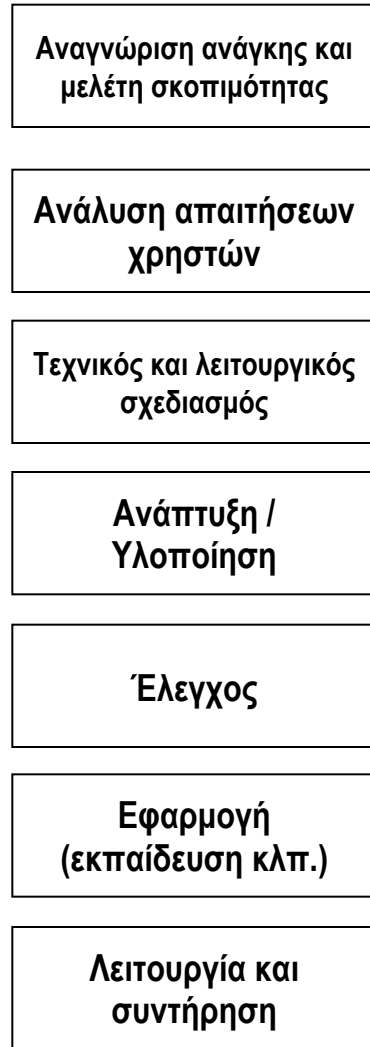 Αναγνώριση ανάγκης και
μελέτη σκοπιμότητας
Ανάλυση απαιτήσεων
χρηστών
Τεχνικός και λειτουργικός
σχεδιασμός
Ανάπτυξη /
Υλοποίηση
Έλεγχος
Εφαρμογή
(εκπαίδευση κλπ.)
Λειτουργία και
συντήρηση